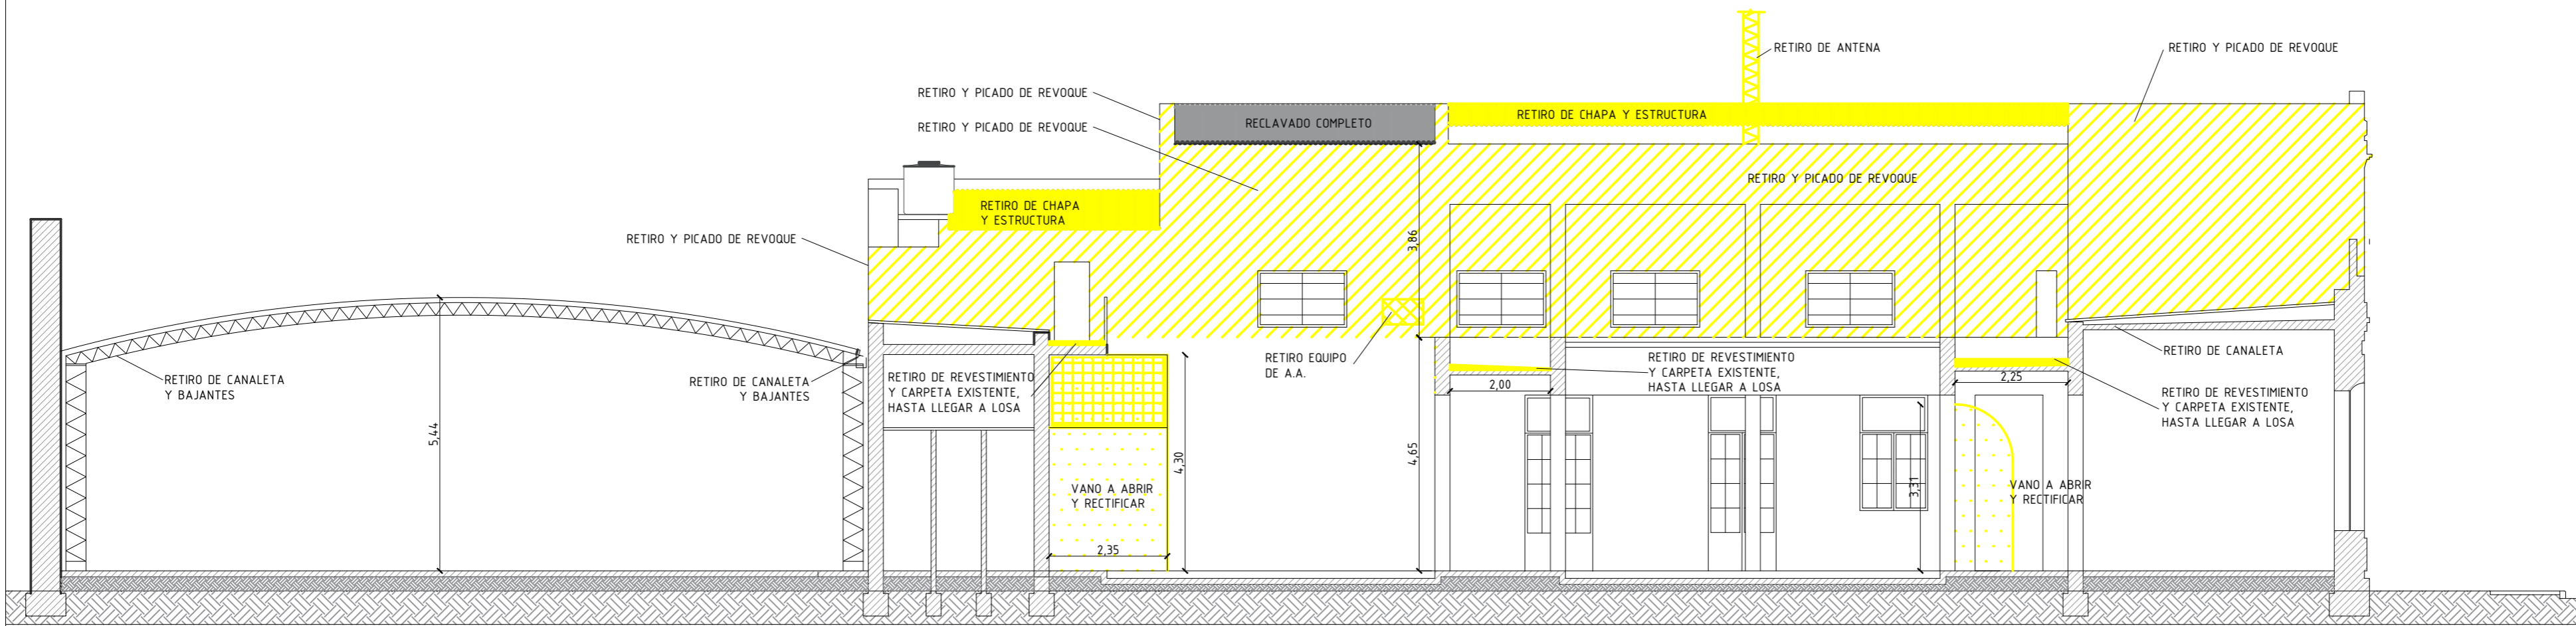 RETIRO DE ANTENA
RETIRO Y PICADO DE REVOQUE
RETIRO Y PICADO DE REVOQUE
RETIRO DE CHAPA Y ESTRUCTURA
RECLAVADO COMPLETO
RETIRO Y PICADO DE REVOQUE
RETIRO Y PICADO DE REVOQUE
RETIRO DE CHAPA
Y ESTRUCTURA
RETIRO Y PICADO DE REVOQUE
3,86
RETIRO DE CANALETA
Y BAJANTES
5,44
RETIRO DE CANALETA
Y BAJANTES
RETIRO DE REVESTIMIENTO
Y CARPETA EXISTENTE,
HASTA LLEGAR A LOSA
RETIRO EQUIPO
DE A.A.
RETIRO DE REVESTIMIENTO
Y CARPETA EXISTENTE,
HASTA LLEGAR A LOSA
RETIRO DE CANALETA
2,00
2,25
RETIRO DE REVESTIMIENTO
Y CARPETA EXISTENTE,
HASTA LLEGAR A LOSA
4,30
4,65
3,31
VANO A ABRIR
Y RECTIFICAR
VANO A ABRIR
Y RECTIFICAR
2,35